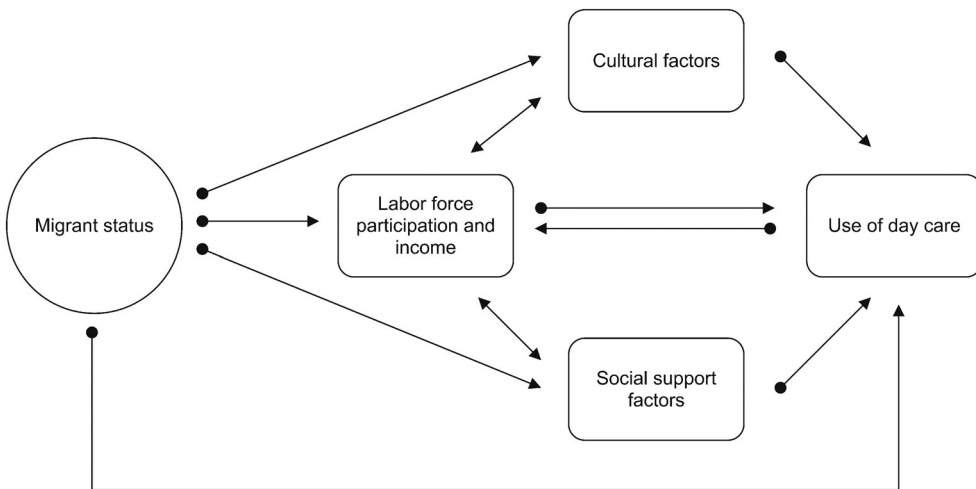 Cultural factors
Migrant status
Labor force
participation and
income
Use of day care
Social support
factors